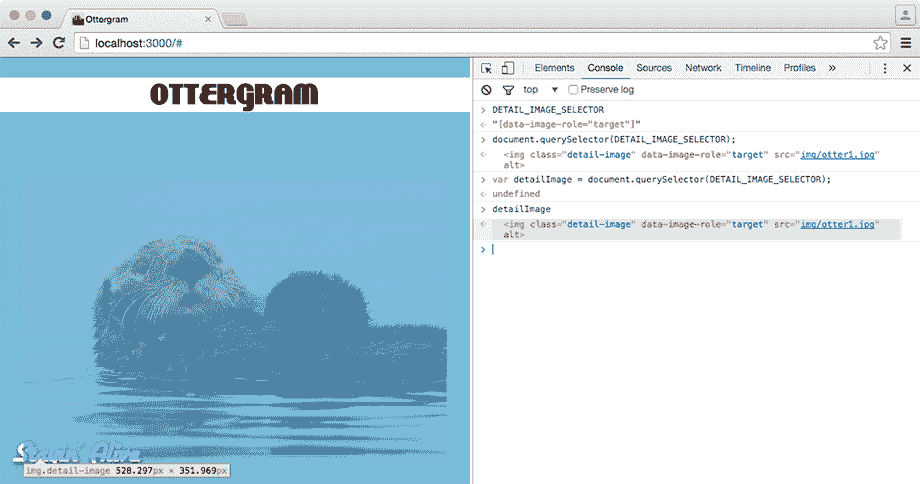 Ottergram
localhost:3000/#
OTTERGRAM
Stayin' Alive
img.detail-image 528.297px × 351.969px
Elements Console Sources Network Timeline Profiles »
top ▼ Preserve log
> DETAIL_IMAGE_SELECTOR
"[data-image-role="target"]"
> document.querySelector(DETAIL_IMAGE_SELECTOR);
<img class="detail-image" data-image-role="target" src="img/otter1.jpg"
alt>
> var detailImage = document.querySelector(DETAIL_IMAGE_SELECTOR);
undefined
> detailImage
<img class="detail-image" data-image-role="target" src="img/otter1.jpg"
alt>
>